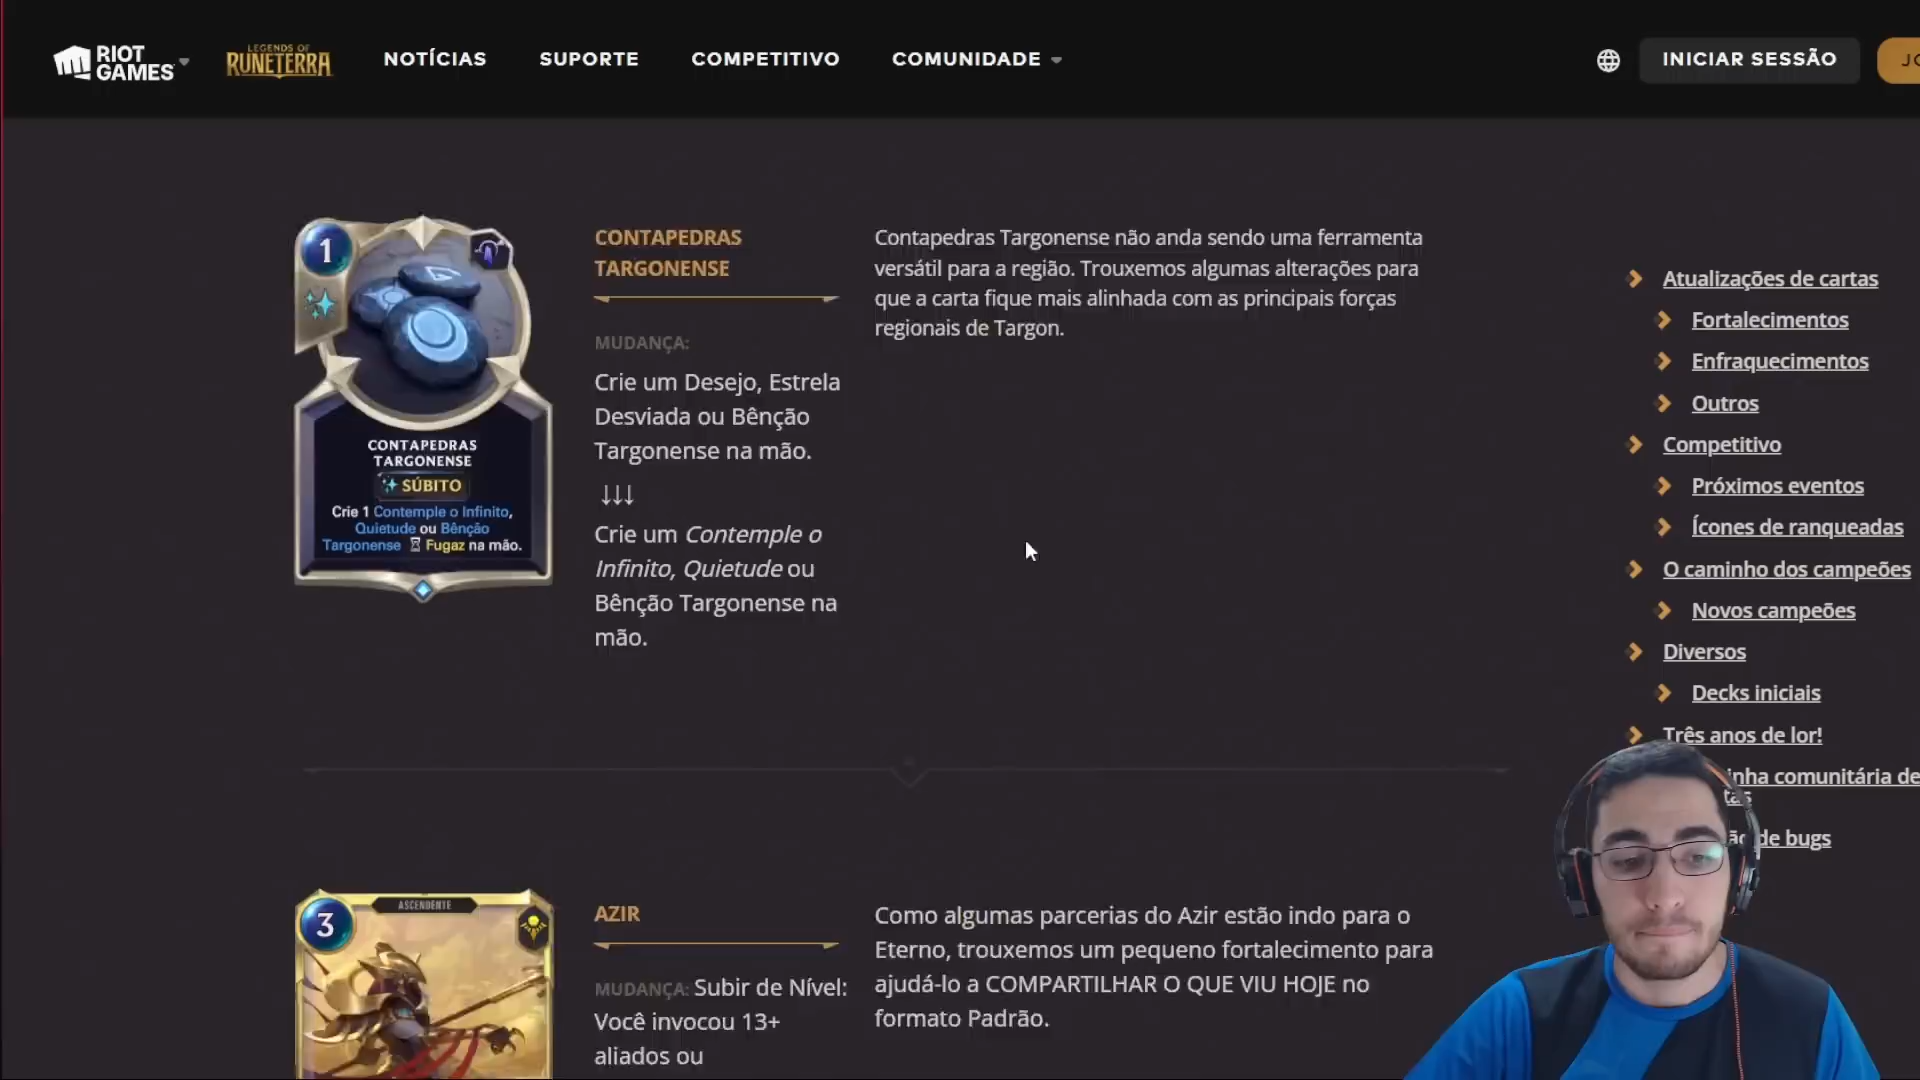 RIOT
GAMES
LEGENDS OF
RUNETERRA
NOTÍCIAS
SUPORTE
COMPETITIVO
COMUNIDADE
INICIAR SESSÃO
1
CONTAPEDRAS
TARGONENSE
SÚBITO
Crie 1 Contemple o Infinito,
Quietude ou Bênção
Targonense Fugaz na mão.
CONTAPEDRAS
TARGONENSE
MUDANÇA:
Crie um Desejo, Estrela
Desviada ou Bênção
Targonense na mão.
↓↓↓
Crie um Contemple o
Infinito, Quietude ou
Bênção Targonense na
mão.
Contapedras Targonense não anda sendo uma ferramenta
versátil para a região. Trouxemos algumas alterações para
que a carta fique mais alinhada com as principais forças
regionais de Targon.
3
ASCENDENTE
AZIR
MUDANÇA: Subir de Nível:
Você invocou 13+
aliados ou
Como algumas parcerias do Azir estão indo para o
Eterno, trouxemos um pequeno fortalecimento para
ajudá-lo a COMPARTILHAR O QUE VIU HOJE no
formato Padrão.
Atualizações de cartas
Fortalecimentos
Enfraquecimentos
Outros
Competitivo
Próximos eventos
Ícones de ranqueadas
O caminho dos campeões
Novos campeões
Diversos
Decks iniciais
Três anos de lor!
comunitária de
de bugs